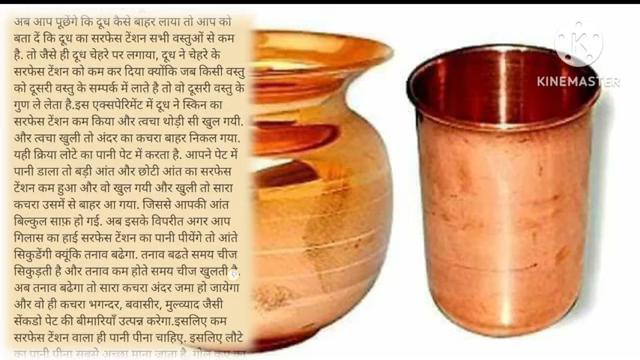 अब आप पूछेंगे कि दूध कैसे बाहर लाया तो आप को
बता दें कि दूध का सरफेस टेंशन सभी वस्तुओं से कम
है. तो जैसे ही दूध चेहरे पर लगाया, दूध ने चेहरे के
सरफेस टेंशन को कम कर दिया क्योंकि जब किसी वस्तु
को दूसरी वस्तु के सम्पर्क में लाते है तो वो दूसरी वस्तु के
गुण ले लेता है.इस एक्सपेरिमेंट में दूध ने स्किन का
सरफेस टेंशन कम किया और त्वचा थोड़ी सी खुल गयी.
और त्वचा खुली तो अंदर का कचरा बाहर निकल गया.
यही क्रिया लोटे का पानी पेट में करता है. आपने पेट में
पानी डाला तो बड़ी आंत और छोटी आंत का सरफेस
टेंशन कम हुआ और वो खुल गयी और खुली तो सारा
कचरा उसमें से बाहर आ गया. जिससे आपकी आंत
बिल्कुल साफ़ हो गई. अब इसके विपरीत अगर आप
गिलास का हाई सरफेस टेंशन का पानी पीयेंगे तो आंते
सिकुडेंगी क्यूंकि तनाव बढेगा. तनाव बढते समय चीज
सिकुड़ती है और तनाव कम होते समय चीज खुलती है.
अब तनाव बढेगा तो सारा कचरा अंदर जमा हो जायेगा
और वो ही कचरा भगन्दर, बवासीर, मुल्व्याद जैसी
सेंकडो पेट की बीमारियाँ उत्पन्न करेगा.इसलिए कम
सरफेस टेंशन वाला ही पानी पीना चाहिए. इसलिए लौटे
का पानी पीना सबसे अच्छा माना जाता है.
KINEMASTER